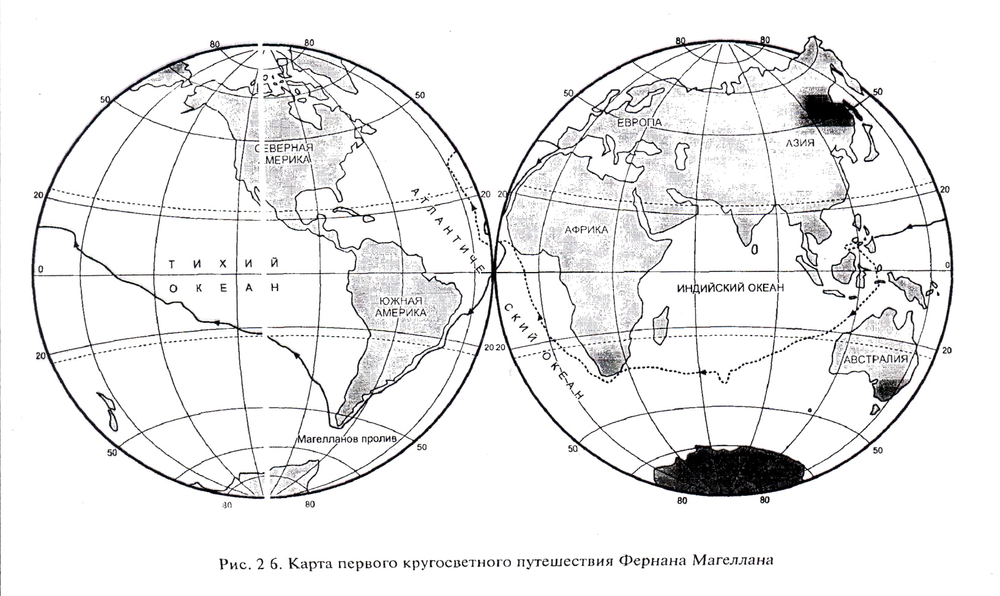 80 80 80 80
50 50 50 50
ЕВРОПА
СЕВЕРНАЯ
АМЕРИКА
АЗИЯ
20 20 20 20
АТЛАНТИЧЕ
АФРИКА
ТИХИЙ
0 0
ОКЕАН
ИНДИЙСКИЙ ОКЕАН
ЮЖНАЯ
АМЕРИКА
СКИЙ ОКЕАН
20 20 20 20
АВСТРАЛИЯ
Магелланов пролив
50 50 50 50
80 80 80 80
Рис. 2 6. Карта первого кругосветного путешествия Фернана Магеллана